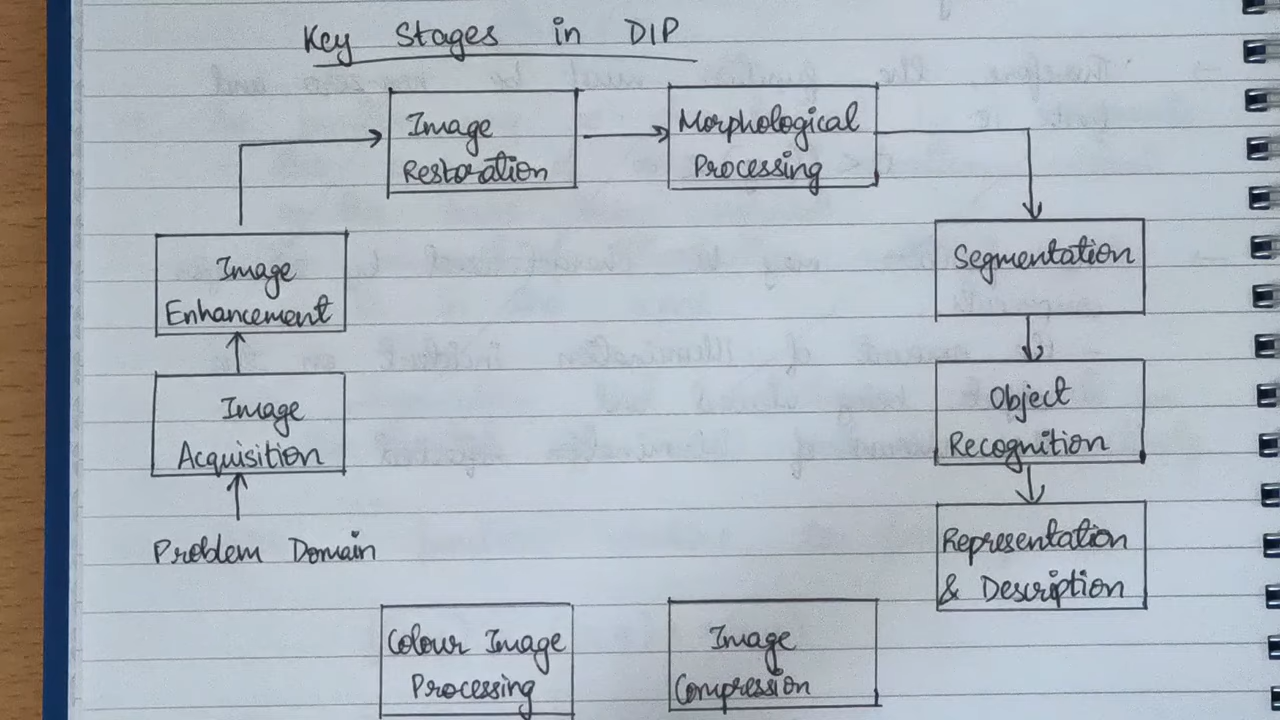 Key Stages in DIP
Image
Restoration
Morphological
Processing
Image
Enhancement
Segmentation
Image
Acquisition
Object
Recognition
Problem Domain
Representation
& Description
Colour Image
Processing
Image
Compression